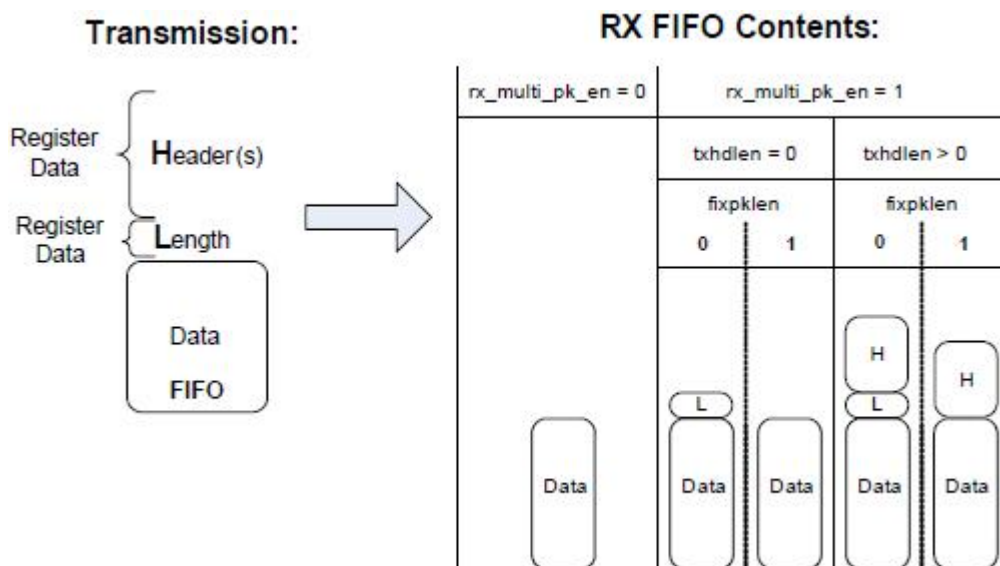 Transmission:
RX FIFO Contents:
rx_multi_pk_en = 0
rx_multi_pk_en = 1
Register
Data
Header(s)
txhdlen = 0
txhdlen > 0
Register
Data
Length
fixpklen
fixpklen
0
1
0
1
Data
FIFO
H
H
L
L
Data
Data
Data
Data
Data